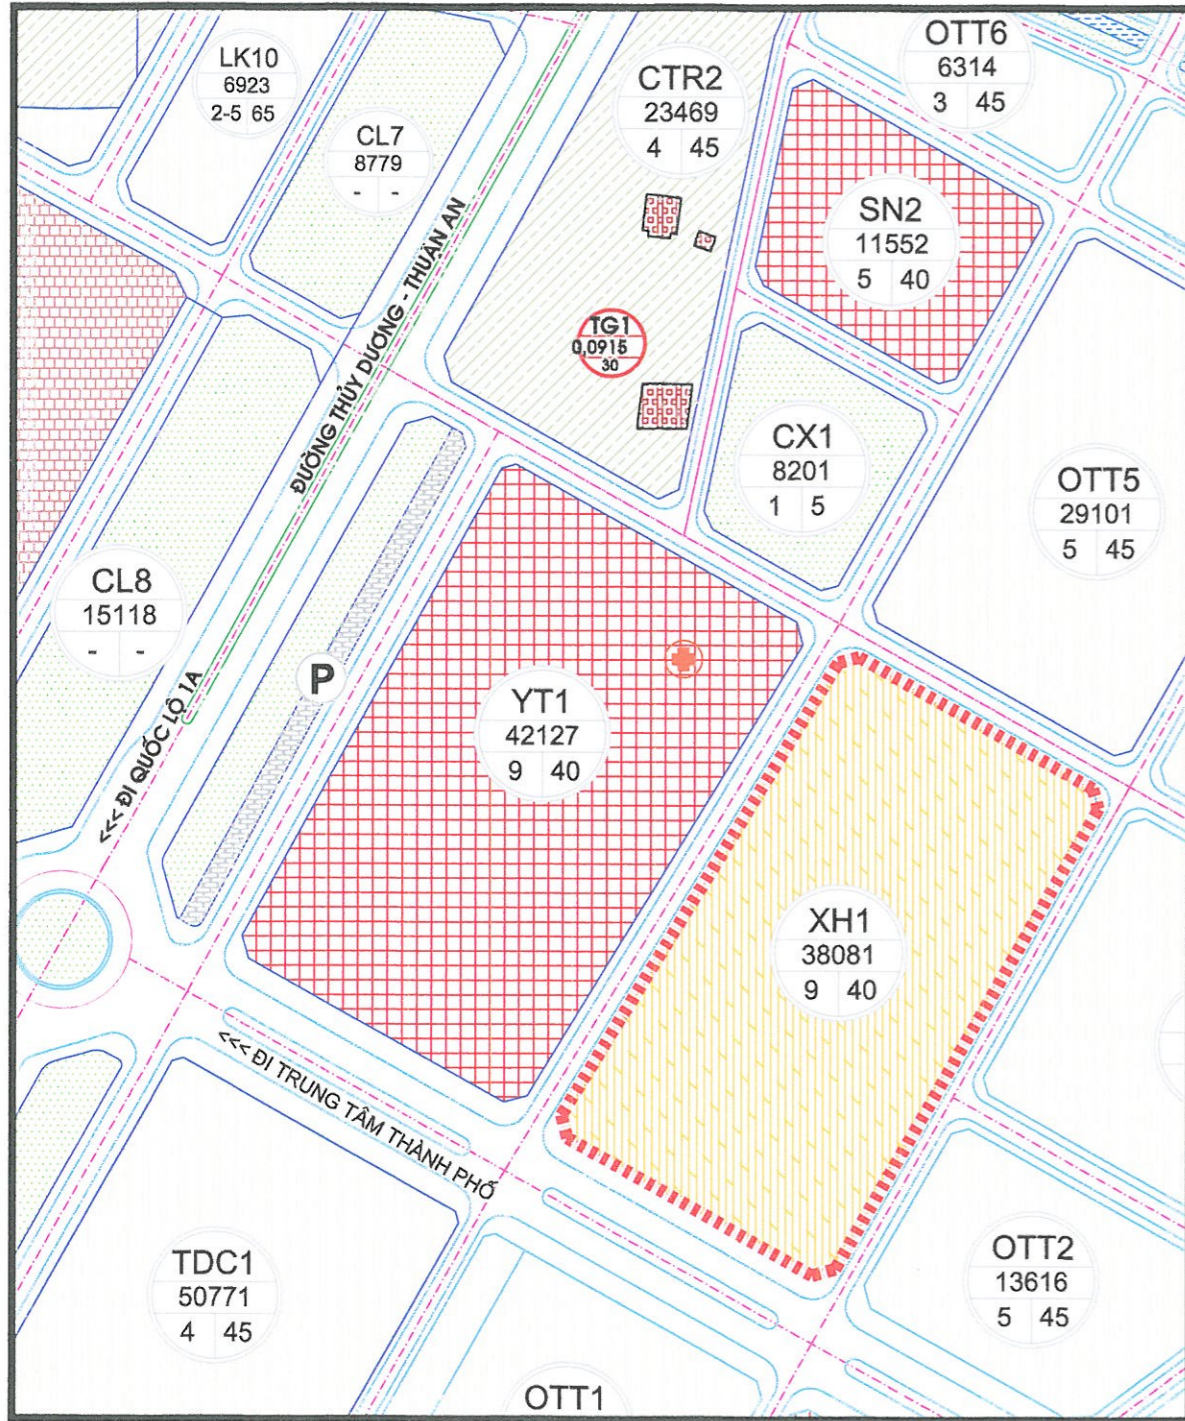 LK10
6923
2-5 65
CL7
8779
- -
CTR2
23469
4 45
OTT6
6314
3 45
SN2
11552
5 40
ĐƯỜNG THỦY DƯƠNG - THUẬN AN
TG1
0,0915
30
CX1
8201
1 5
OTT5
29101
5 45
CL8
15118
- -
P
<<< ĐI QUỐC LỘ 1A
YT1
42127
9 40
XH1
38081
9 40
<<< ĐI TRUNG TÂM THÀNH PHỐ
TDC1
50771
4 45
OTT2
13616
5 45
OTT1